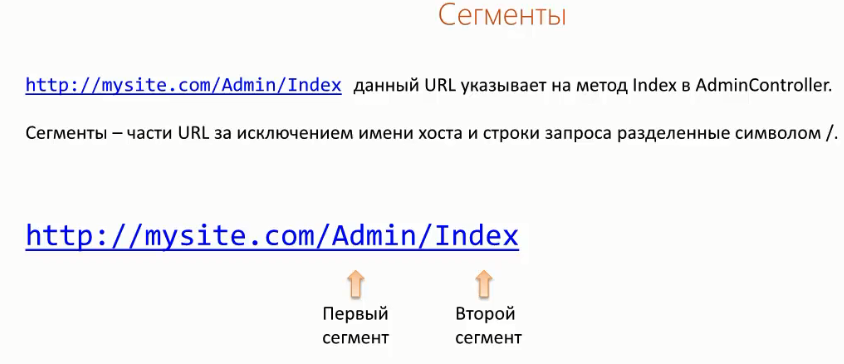 Сегменты
http://mysite.com/Admin/Index данный URL указывает на метод Index в AdminController.
Сегменты – части URL за исключением имени хоста и строки запроса разделенные символом /.
http://mysite.com/Admin/Index
Первый сегмент
Второй сегмент